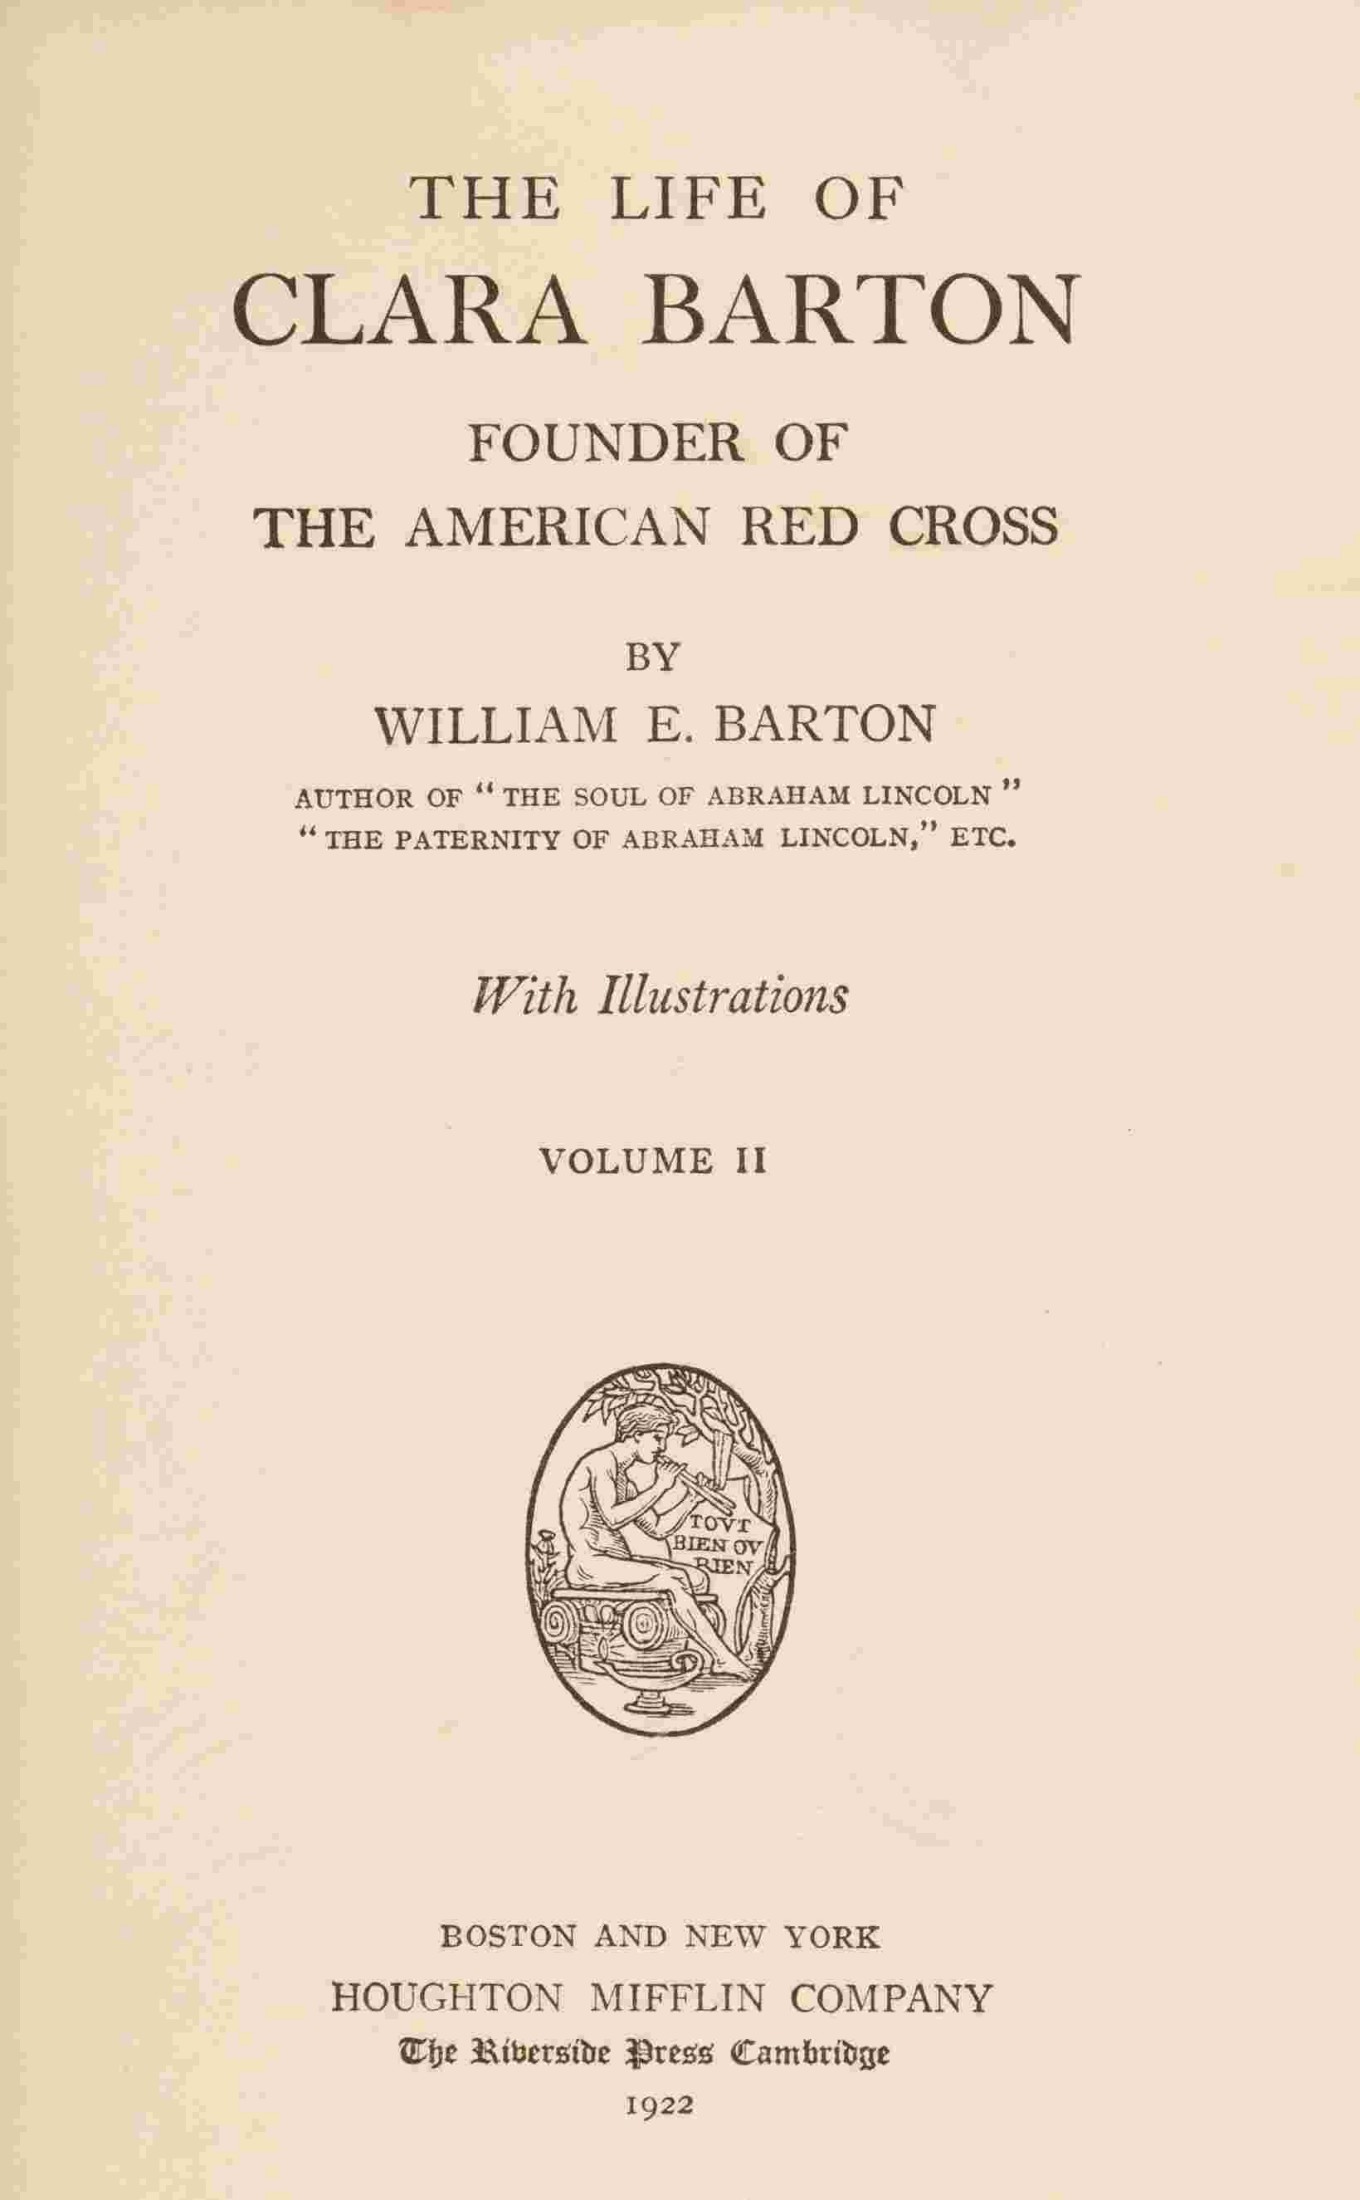 THE LIFE OF
CLARA BARTON
FOUNDER OF
THE AMERICAN RED CROSS
BY
WILLIAM E. BARTON
AUTHOR OF “THE SOUL OF ABRAHAM LINCOLN”
“THE PATERNITY OF ABRAHAM LINCOLN,” ETC.
With Illustrations
VOLUME II
TOVT
BIEN OV
RIEN
BOSTON AND NEW YORK
HOUGHTON MIFFLIN COMPANY
The Riverside Press Cambridge
1922